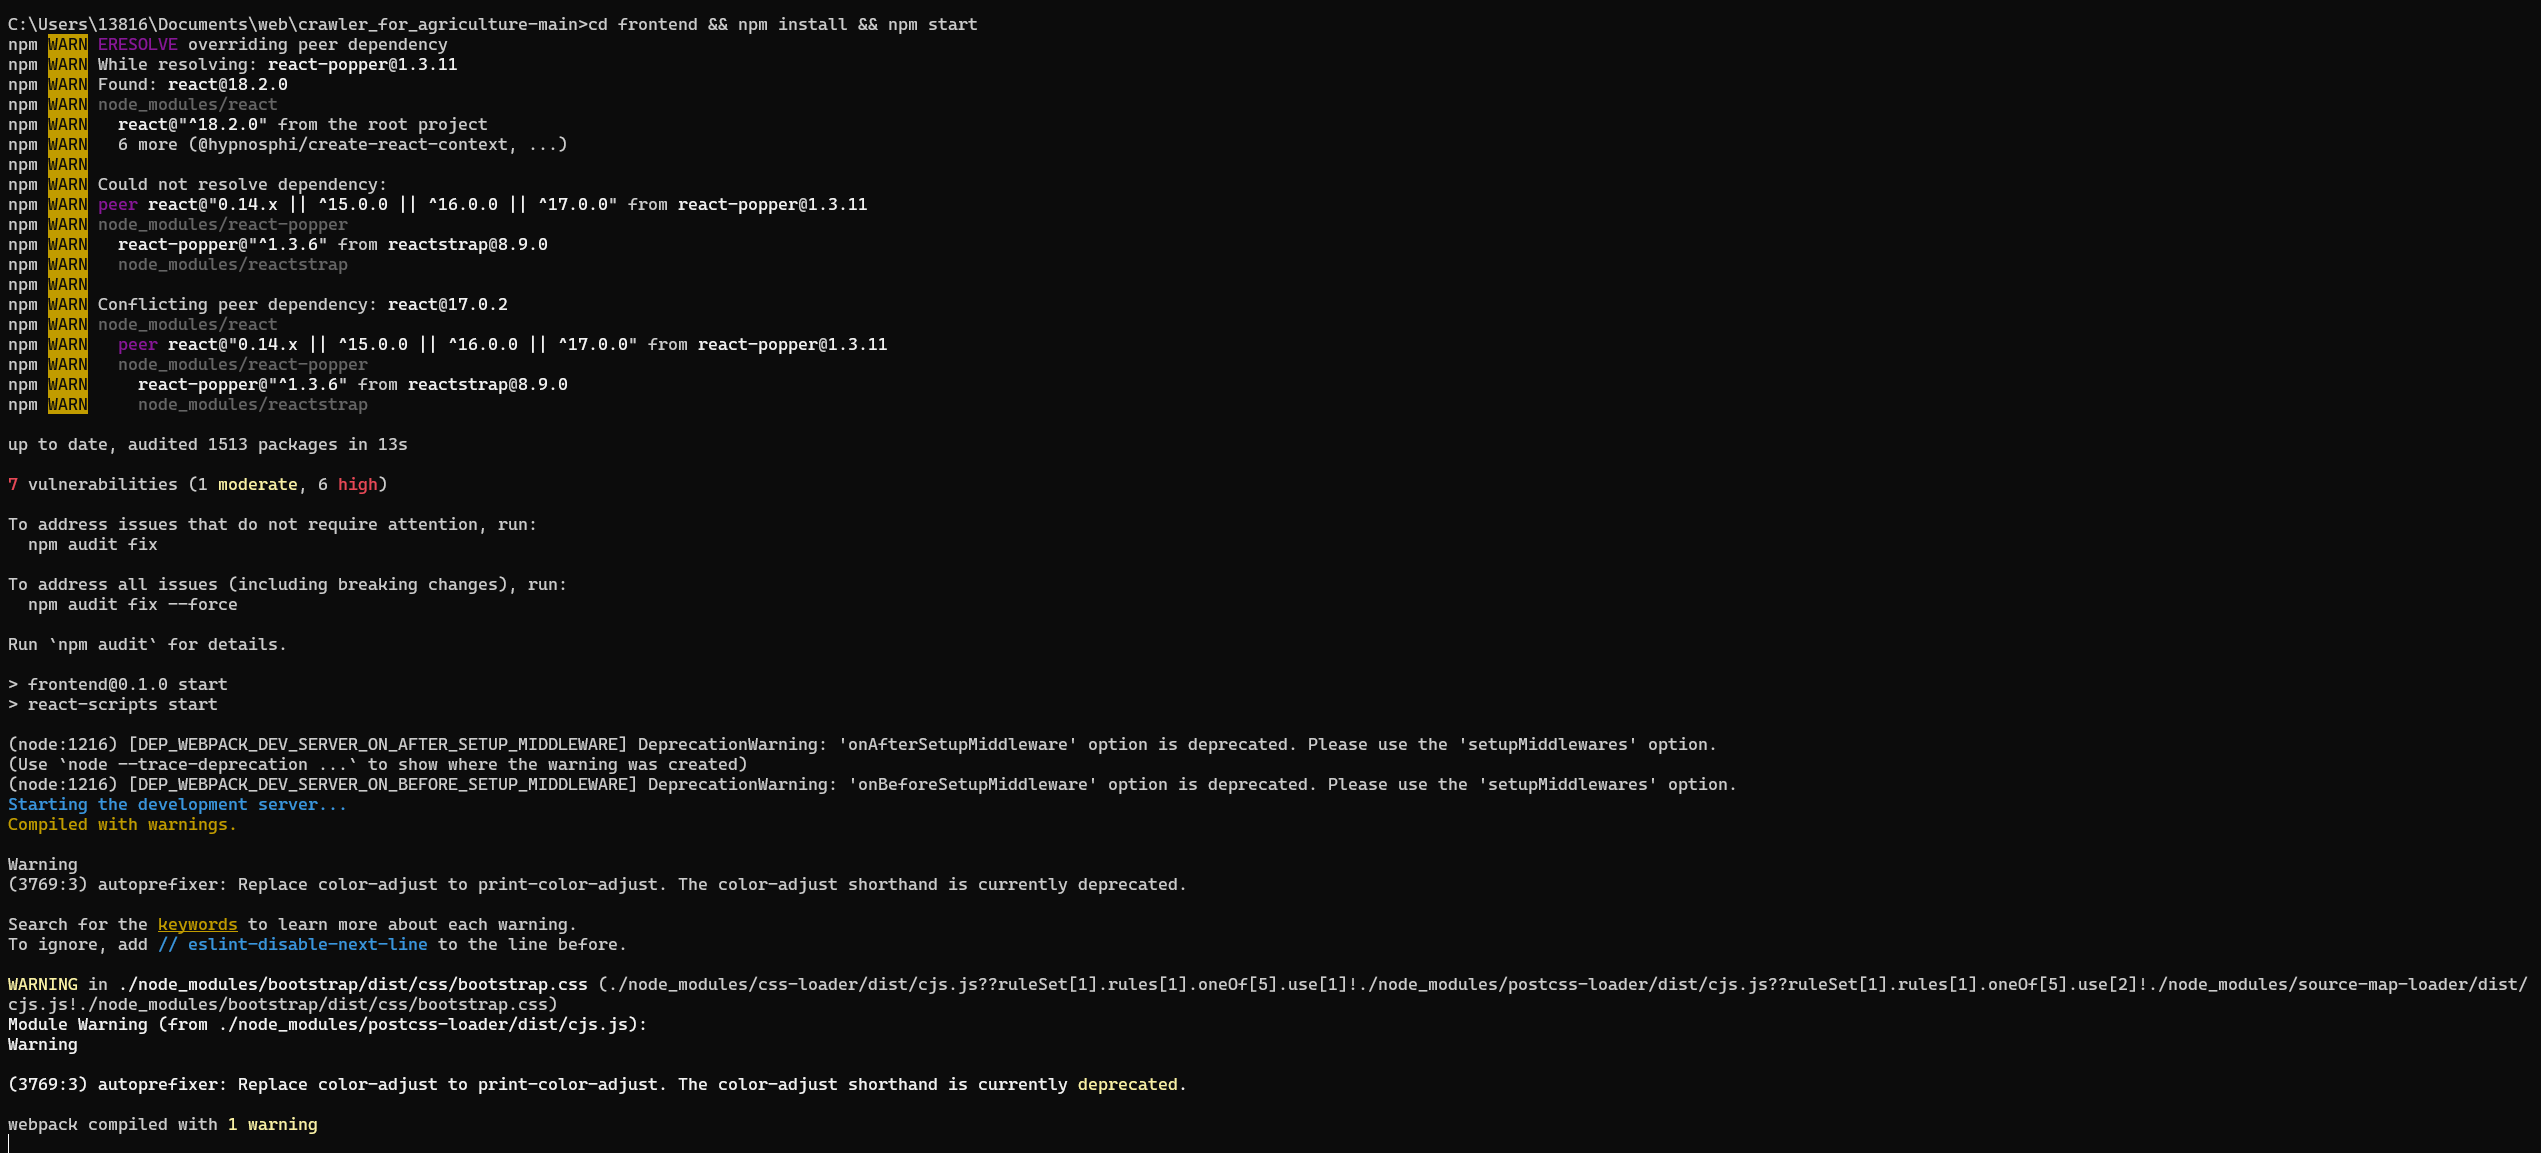 C:\Users\13816\Documents\web\crawler_for_agriculture-main>cd frontend && npm install && npm start
npm WARN ERESOLVE overriding peer dependency
npm WARN While resolving: react-popper@1.3.11
npm WARN Found: react@18.2.0
npm WARN node_modules/react
npm WARN   react@"^18.2.0" from the root project
npm WARN   6 more (@hypnosphi/create-react-context, ...)
npm WARN
npm WARN Could not resolve dependency:
npm WARN peer react@"0.14.x || ^15.0.0 || ^16.0.0 || ^17.0.0" from react-popper@1.3.11
npm WARN node_modules/react-popper
npm WARN   react-popper@"^1.3.6" from reactstrap@8.9.0
npm WARN   node_modules/reactstrap
npm WARN
npm WARN Conflicting peer dependency: react@17.0.2
npm WARN node_modules/react
npm WARN   peer react@"0.14.x || ^15.0.0 || ^16.0.0 || ^17.0.0" from react-popper@1.3.11
npm WARN   node_modules/react-popper
npm WARN     react-popper@"^1.3.6" from reactstrap@8.9.0
npm WARN     node_modules/reactstrap
up to date, audited 1513 packages in 13s
7 vulnerabilities (1 moderate, 6 high)
To address issues that do not require attention, run:
  npm audit fix
To address all issues (including breaking changes), run:
  npm audit fix --force
Run `npm audit` for details.
> frontend@0.1.0 start
> react-scripts start
(node:1216) [DEP_WEBPACK_DEV_SERVER_ON_AFTER_SETUP_MIDDLEWARE] DeprecationWarning: 'onAfterSetupMiddleware' option is deprecated. Please use the 'setupMiddlewares' option.
(Use `node --trace-deprecation ...` to show where the warning was created)
(node:1216) [DEP_WEBPACK_DEV_SERVER_ON_BEFORE_SETUP_MIDDLEWARE] DeprecationWarning: 'onBeforeSetupMiddleware' option is deprecated. Please use the 'setupMiddlewares' option.
Starting the development server...
Compiled with warnings.
Warning
(3769:3) autoprefixer: Replace color-adjust to print-color-adjust. The color-adjust shorthand is currently deprecated.
Search for the keywords to learn more about each warning.
To ignore, add // eslint-disable-next-line to the line before.
WARNING in ./node_modules/bootstrap/dist/css/bootstrap.css (./node_modules/css-loader/dist/cjs.js??ruleSet[1].rules[1].oneOf[5].use[1]!./node_modules/postcss-loader/dist/cjs.js??ruleSet[1].rules[1].oneOf[5].use[2]!./node_modules/source-map-loader/dist/
cjs.js!./node_modules/bootstrap/dist/css/bootstrap.css)
Module Warning (from ./node_modules/postcss-loader/dist/cjs.js):
Warning
(3769:3) autoprefixer: Replace color-adjust to print-color-adjust. The color-adjust shorthand is currently deprecated.
webpack compiled with 1 warning